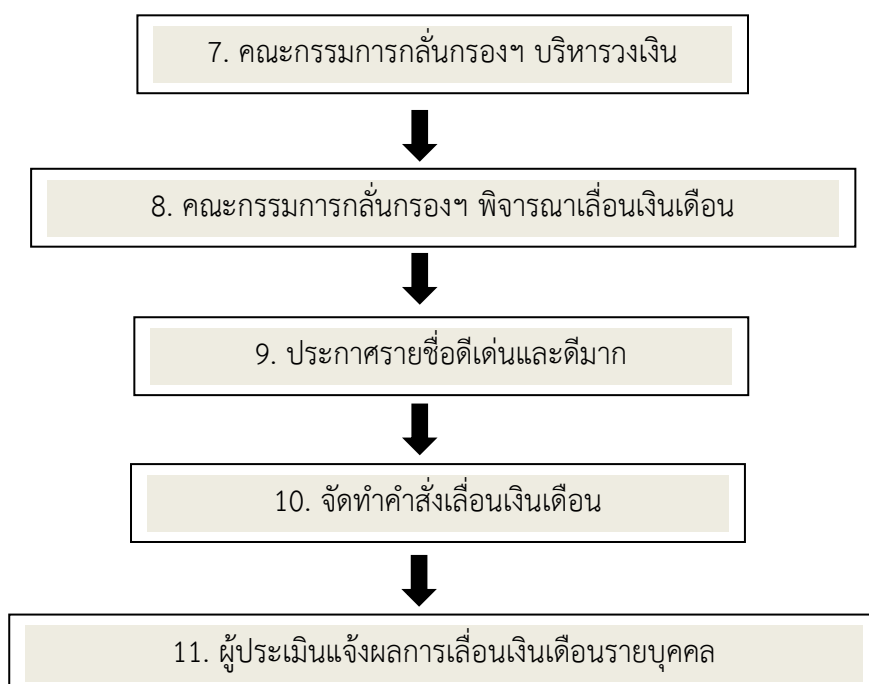 7. คณะกรรมการกลั่นกรองฯ บริหารวงเงิน
8. คณะกรรมการกลั่นกรองฯ พิจารณาเลื่อนเงินเดือน
9. ประกาศรายชื่อดีเด่นและดีมาก
10. จัดทำคำสั่งเลื่อนเงินเดือน
11. ผู้ประเมินแจ้งผลการเลื่อนเงินเดือนรายบุคคล